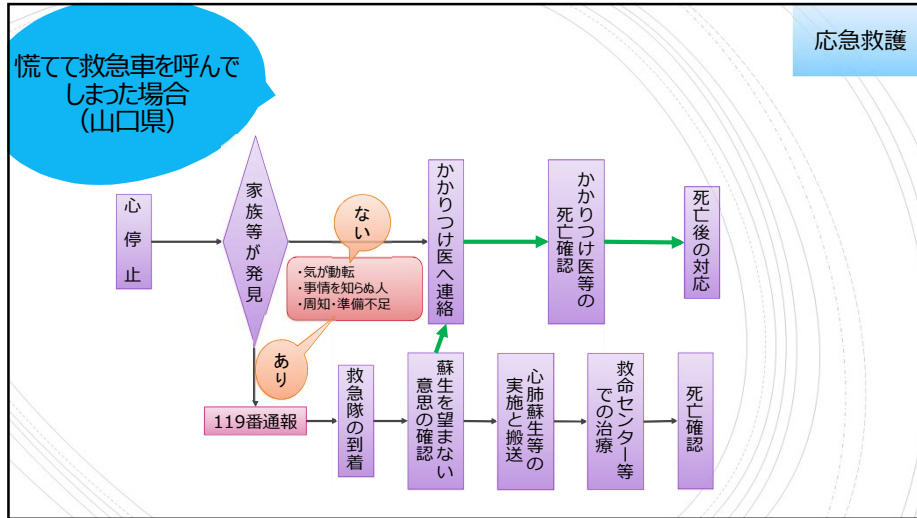 慌てて救急車を呼んで
しまった場合
（山口県）
応急救護
心停止
家族等が発見
ない
・気が動転
・事情を知らぬ人
・周知・準備不足
あり
かかりつけ医へ連絡
かかりつけ医等の
死亡確認
死亡後の対応
119番通報
救急隊の到着
蘇生を望まない
意思の確認
心肺蘇生等の
実施と搬送
救命センター等
での治療
死亡確認